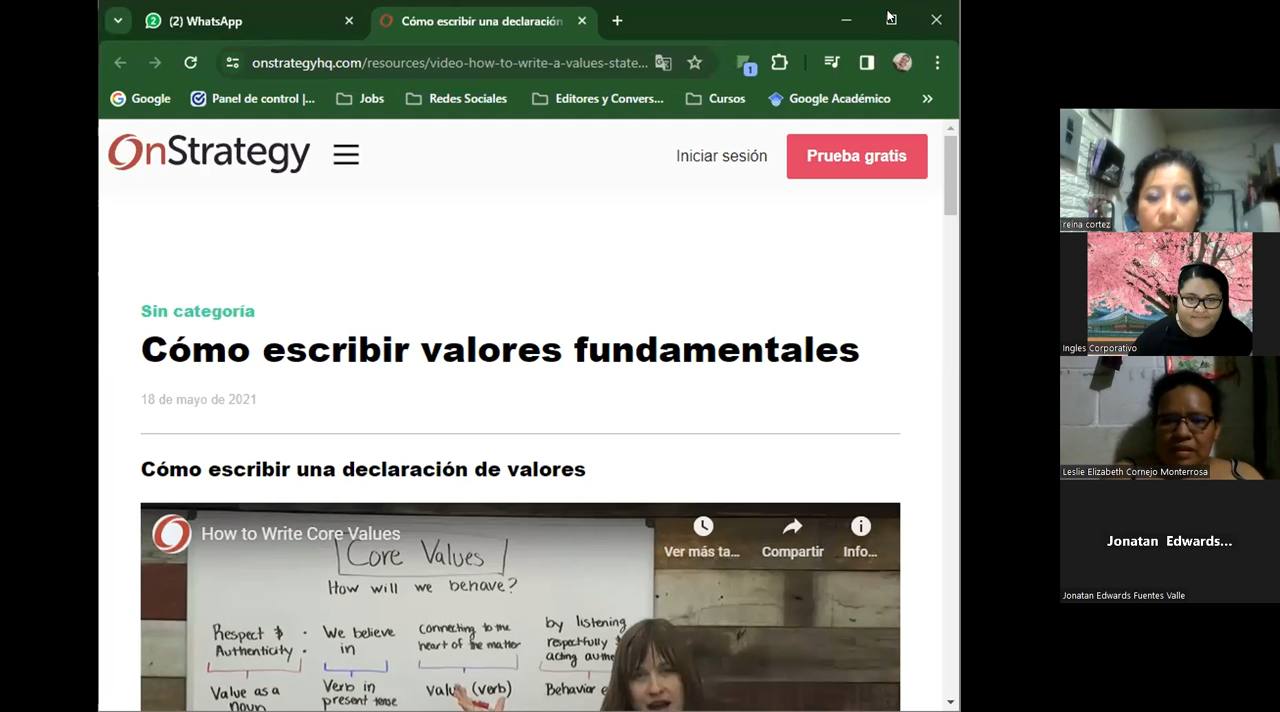 (2) WhatsApp
Cómo escribir una declaración
onstrategyhq.com/resources/video-how-to-write-a-values-state...
1
Google
Panel de control |...
Jobs
Redes Sociales
Editores y Convers...
Cursos
Google Académico
OnStrategy
Iniciar sesión
Prueba gratis
Sin categoría
Cómo escribir valores fundamentales
18 de mayo de 2021
Cómo escribir una declaración de valores
How to Write Core Values
Ver más ta...
Compartir
Info...
Core Values
How will we behave?
Respect &
Authenticity
We believe
in
connecting to the
heart of the matter
by listening
respectfully
acting
Value as a
noun
Verb in
present tense
(verb)
Behavior
reina cortez
Ingles Corporativo
Leslie Elizabeth Cornejo Monterrosa
Jonatan Edwards...
Jonatan Edwards Fuentes Valle